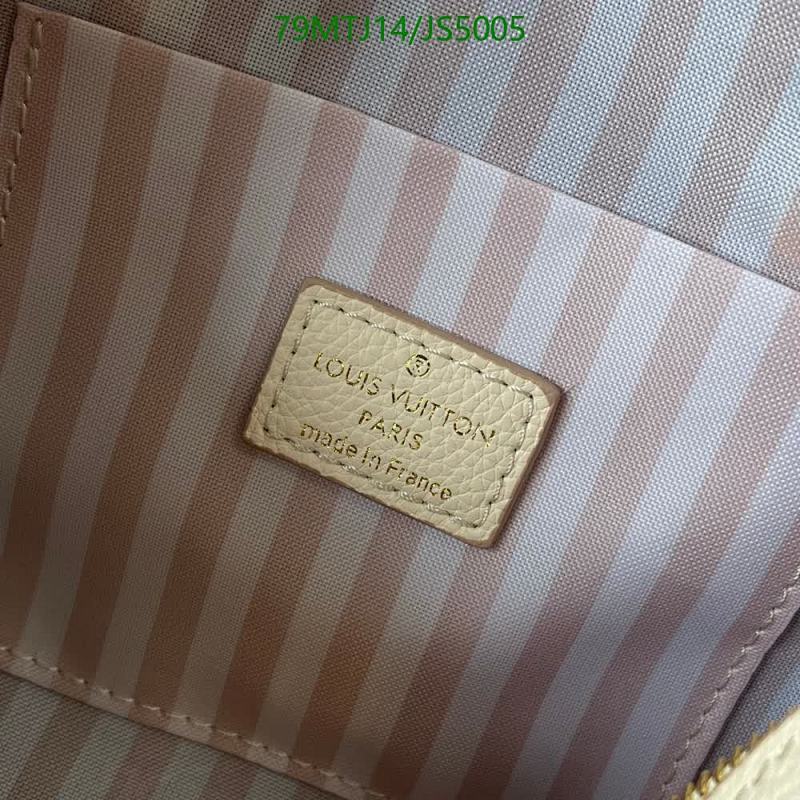 79MTJ14/JS5005
®
LOUIS VUITTON
PARIS
made in France